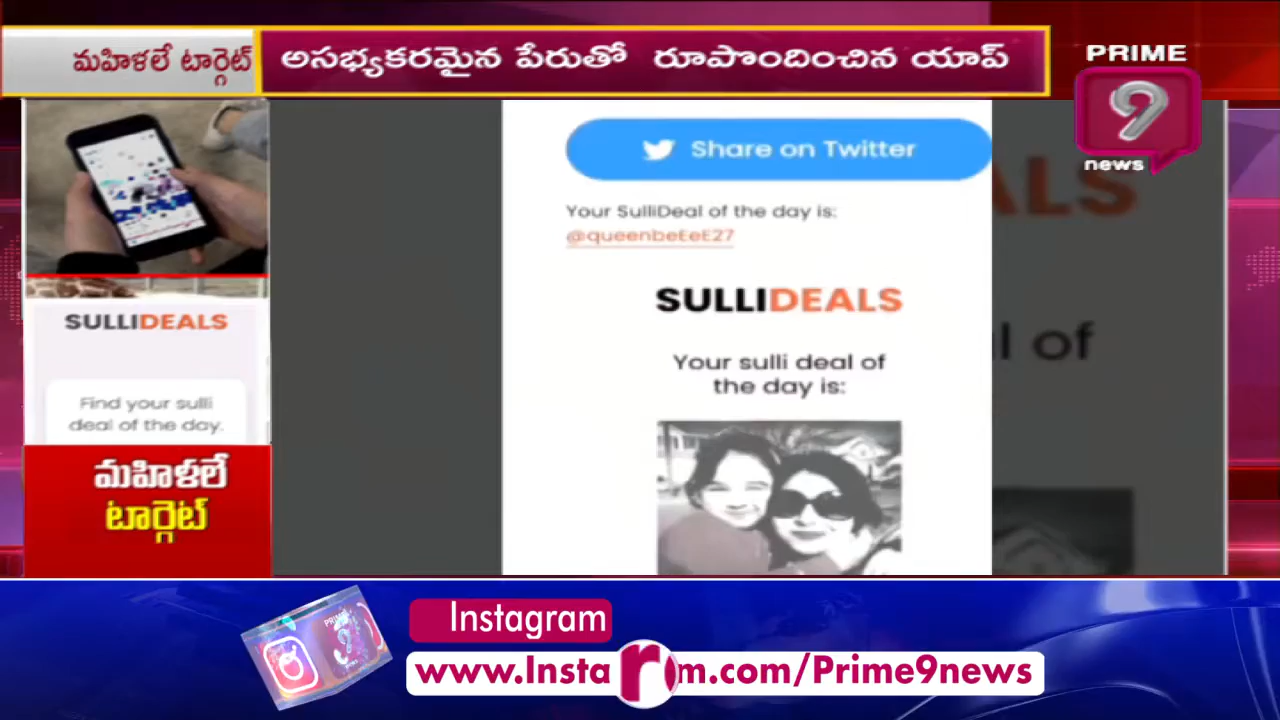 మహిళలే టార్గెట్
అసభ్యకరమైన పేరుతో రూపొందించిన యాప్
PRIME
9
news
Share on Twitter
Your SulliDeal of the day is:
@queenbeEeE27
SULLIDEALS
Your sulli deal of
the day is:
ALS
l of
SULLIDEALS
Find your sulli
deal of the day.
మహిళలే
టార్గెట్
Instagram
www.Insta m.com/Prime9news